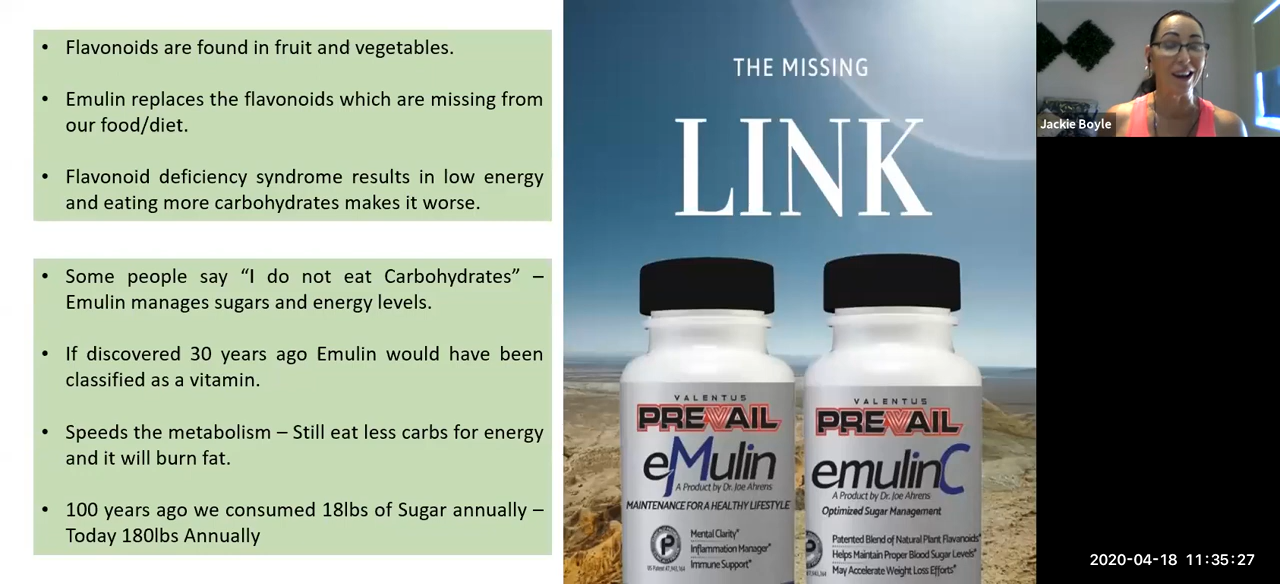 • Flavonoids are found in fruit and vegetables.
• Emulin replaces the flavonoids which are missing from
our food/diet.
• Flavonoid deficiency syndrome results in low energy
and eating more carbohydrates makes it worse.
• Some people say “I do not eat Carbohydrates” –
Emulin manages sugars and energy levels.
• If discovered 30 years ago Emulin would have been
classified as a vitamin.
• Speeds the metabolism – Still eat less carbs for energy
and it will burn fat.
• 100 years ago we consumed 18lbs of Sugar annually –
Today 180lbs Annually
THE MISSING
LINK
VALENTUS
PREVAIL
eMulin
A Product by Dr. Joe Ahrens
MAINTENANCE FOR A HEALTHY LIFESTYLE
Mental Clarity*
Inflammation Manager*
Immune Support*
VALENTUS
PREVAIL
emulinC
A Product by Dr. Joe Ahrens
Optimized Sugar Management
Patented Blend of Natural Plant Flavanoids*
Helps Maintain Proper Blood Sugar Levels*
May Accelerate Weight Loss Efforts*
Jackie Boyle
2020-04-18 11:35:27